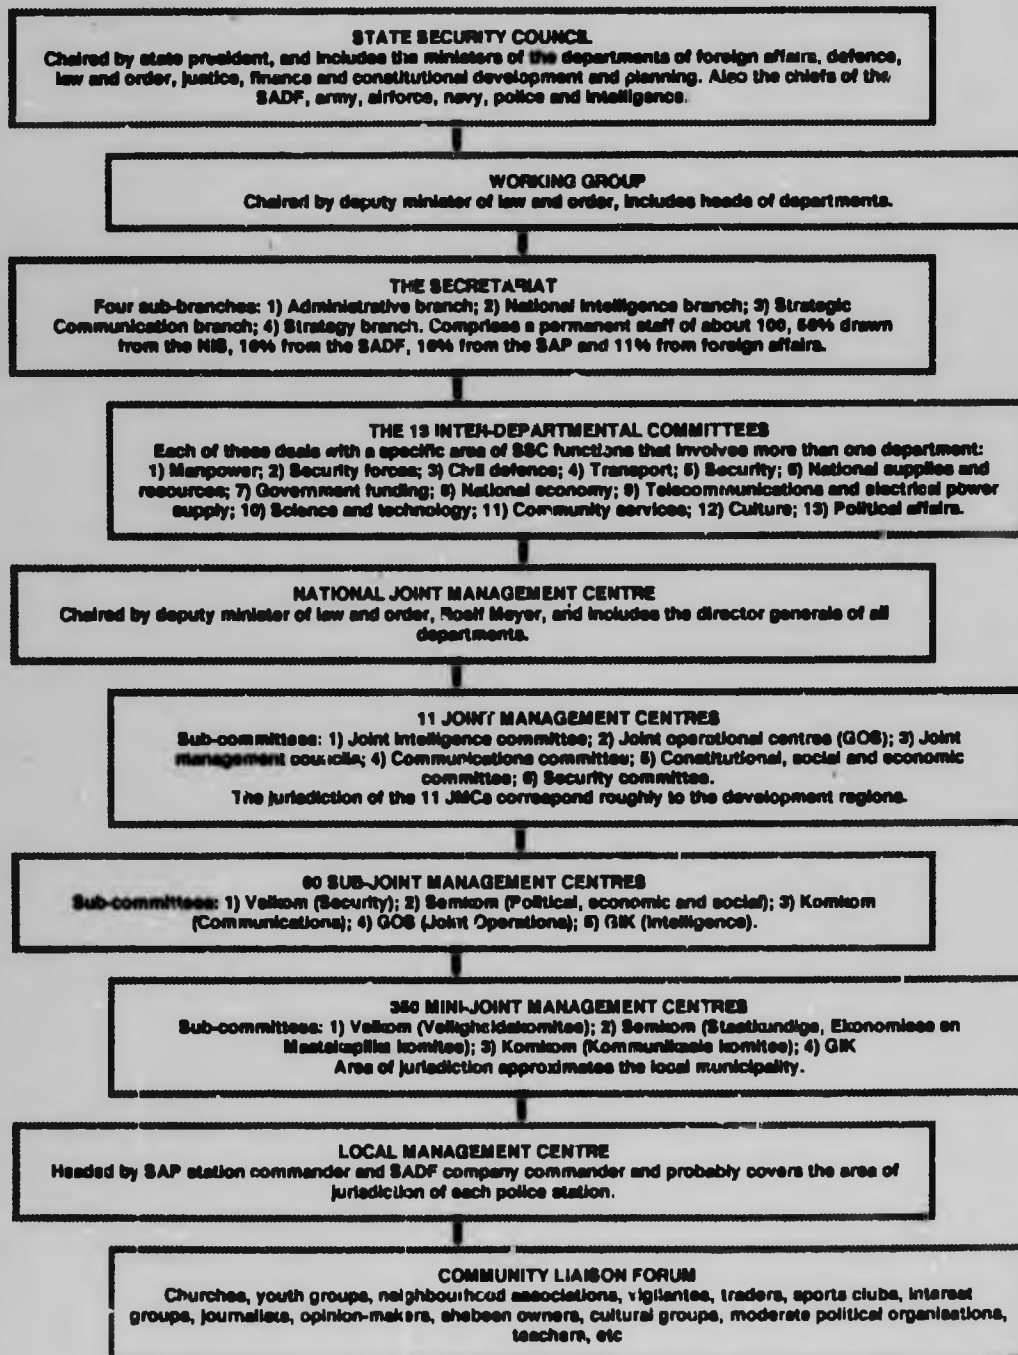 STATE SECURITY COUNCIL
Chaired by state president, and includes the ministers of the departments of foreign affairs, defence,
law and order, justice, finance and constitutional development and planning. Also the chiefs of the
SADF, army, airforce, navy, police and intelligence.
WORKING GROUP
Chaired by deputy minister of law and order, includes heads of departments.
THE SECRETARIAT
Four sub-branches: 1) Administrative branch; 2) National intelligence branch; 3) Strategic
Communication branch; 4) Strategy branch. Comprises a permanent staff of about 100, drawn
from the NIS, from the SADF, from the SAP and 11% from foreign affairs.
THE 13 INTER-DEPARTMENTAL COMMITTEES
Each of these deals with a specific area of SSC functions that involves more than one department:
1) Manpower; 2) Security forces; 3) Civil defence; 4) Transport; 5) Security; 6) National supplies and
resources; 7) Government funding; 8) National economy; 9) Telecommunications and electrical power
supply; 10) Science and technology; 11) Community services; 12) Culture; 13) Political affairs.
NATIONAL JOINT MANAGEMENT CENTRE
Chaired by deputy minister of law and order, Roelf Meyer, and includes the director generals of all
departments.
11 JOINT MANAGEMENT CENTRES
Sub-committees: 1) Joint intelligence committee; 2) Joint operational centres (GOS); 3) Joint
management councils; 4) Communications committee; 5) Constitutional, social and economic
committee; 6) Security committee.
The jurisdiction of the 11 JMCs correspond roughly to the development regions.
60 SUB-JOINT MANAGEMENT CENTRES
Sub-committees: 1) Veikom (Security); 2) Semkom (Political, economic and social); 3) Komkom
(Communications); 4) GOS (Joint Operations); 5) GIK (Intelligence).
350 MINI-JOINT MANAGEMENT CENTRES
Sub-committees: 1) Veikom (Veiligheidskomitee); 2) Semkom (Staatkundige, Ekonomiese en
Maatskaplike komitee); 3) Komkom (Kommunikasie komitee); 4) GIK
Area of jurisdiction approximates the local municipality.
LOCAL MANAGEMENT CENTRE
Headed by SAP station commander and SADF company commander and probably covers the area of
jurisdiction of each police station.
COMMUNITY LIAISON FORUM
Churches, youth groups, neighbourhood associations, vigilantes, traders, sports clubs, interest
groups, journalists, opinion-makers, shebeen owners, cultural groups, moderate political organisations,
teachers, etc